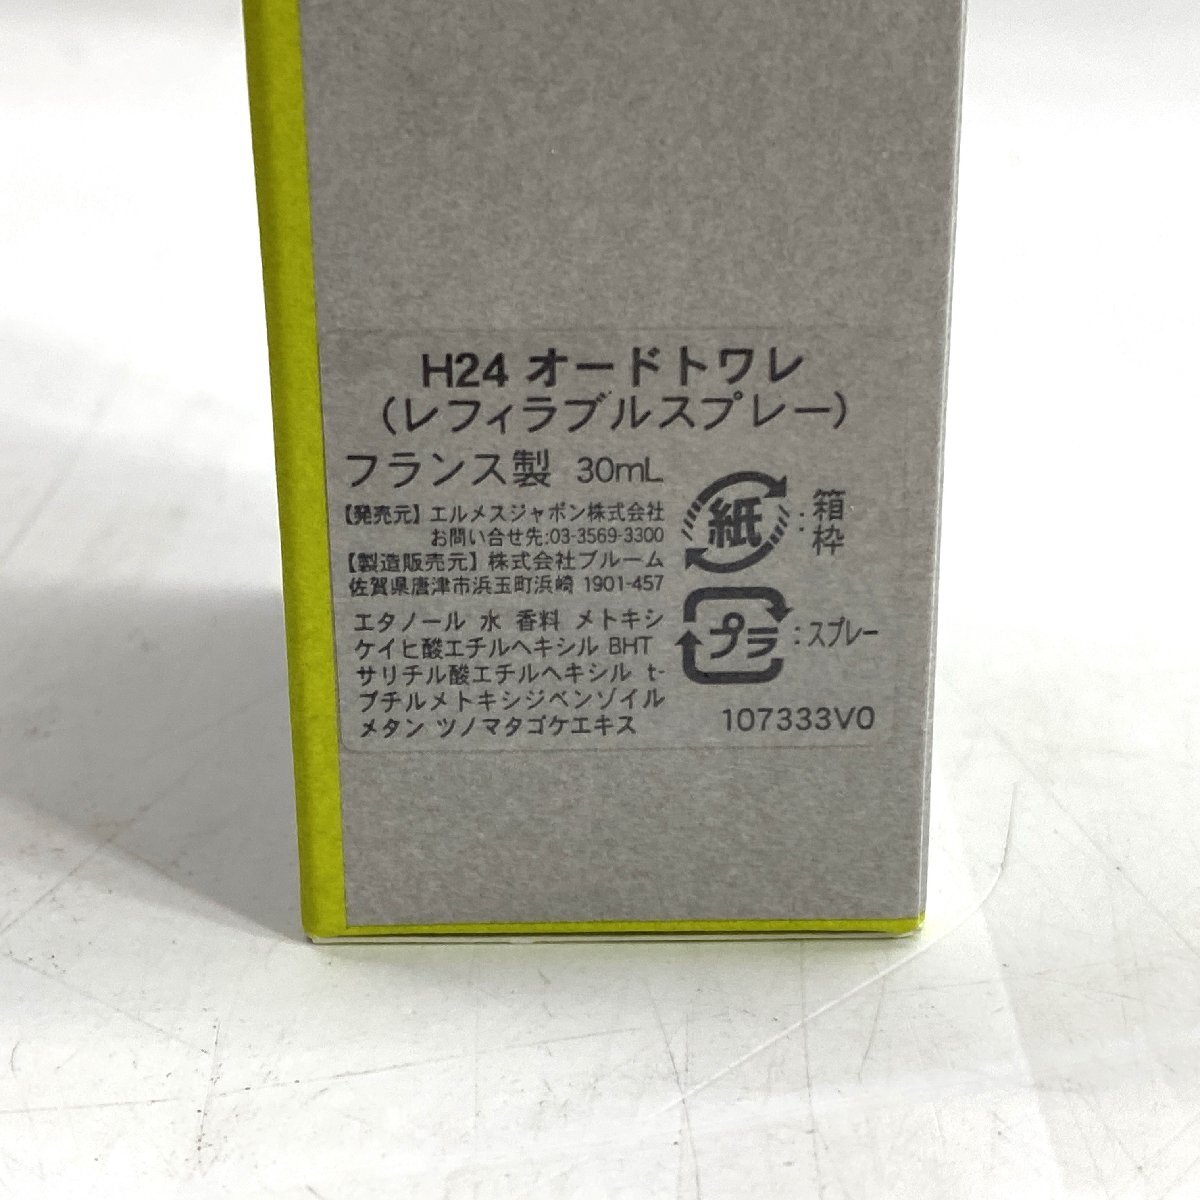 H24 オードトワレ
(レフィラブルスプレー)
フランス製 30mL
【発売元】エルメスジャポン株式会社
お問い合せ先:03-3569-3300
【製造販売元】株式会社ブルーム
佐賀県唐津市浜玉町浜崎 1901-457
エタノール 水 香料 メトキシ
ケイヒ酸エチルヘキシル BHT
サリチル酸エチルヘキシル t-
ブチルメトキシジベンゾイル
メタン ツノマタゴケエキス
紙 :箱
:枠
プラ :スプレー
107333V0